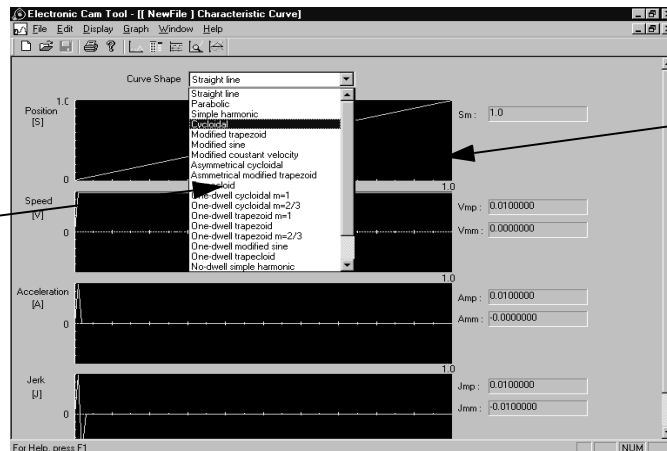 Electronic Cam Tool - [[ NewFile ] Characteristic Curve]
File Edit Display Graph Window Help
Curve Shape Straight line
Straight line
Parabolic
Simple harmonic
Cycloidal
Modified trapezoid
Modified sine
Modified coustant velocity
Asymmetrical cycloidal
Asmmetrical modified trapezoid
One-dwell cycloidal m=1
One-dwell cycloidal m=2/3
One-dwell trapezoid m=1
One-dwell trapezoid
One-dwell trapezoid m=2/3
One-dwell modified sine
One-dwell trapecloid
No-dwell simple harmonic
Position 1.0
[S]
0
1.0
Sm : 1.0
Speed
[V]
0
1.0
Vmp : 0.0100000
Vmm : 0.0000000
Acceleration
[A]
0
1.0
Amp : 0.0100000
Amm : -0.0000000
Jerk
[J]
0
Jmp : 0.0100000
Jmm : -0.0100000
For Help, press F1
NUM